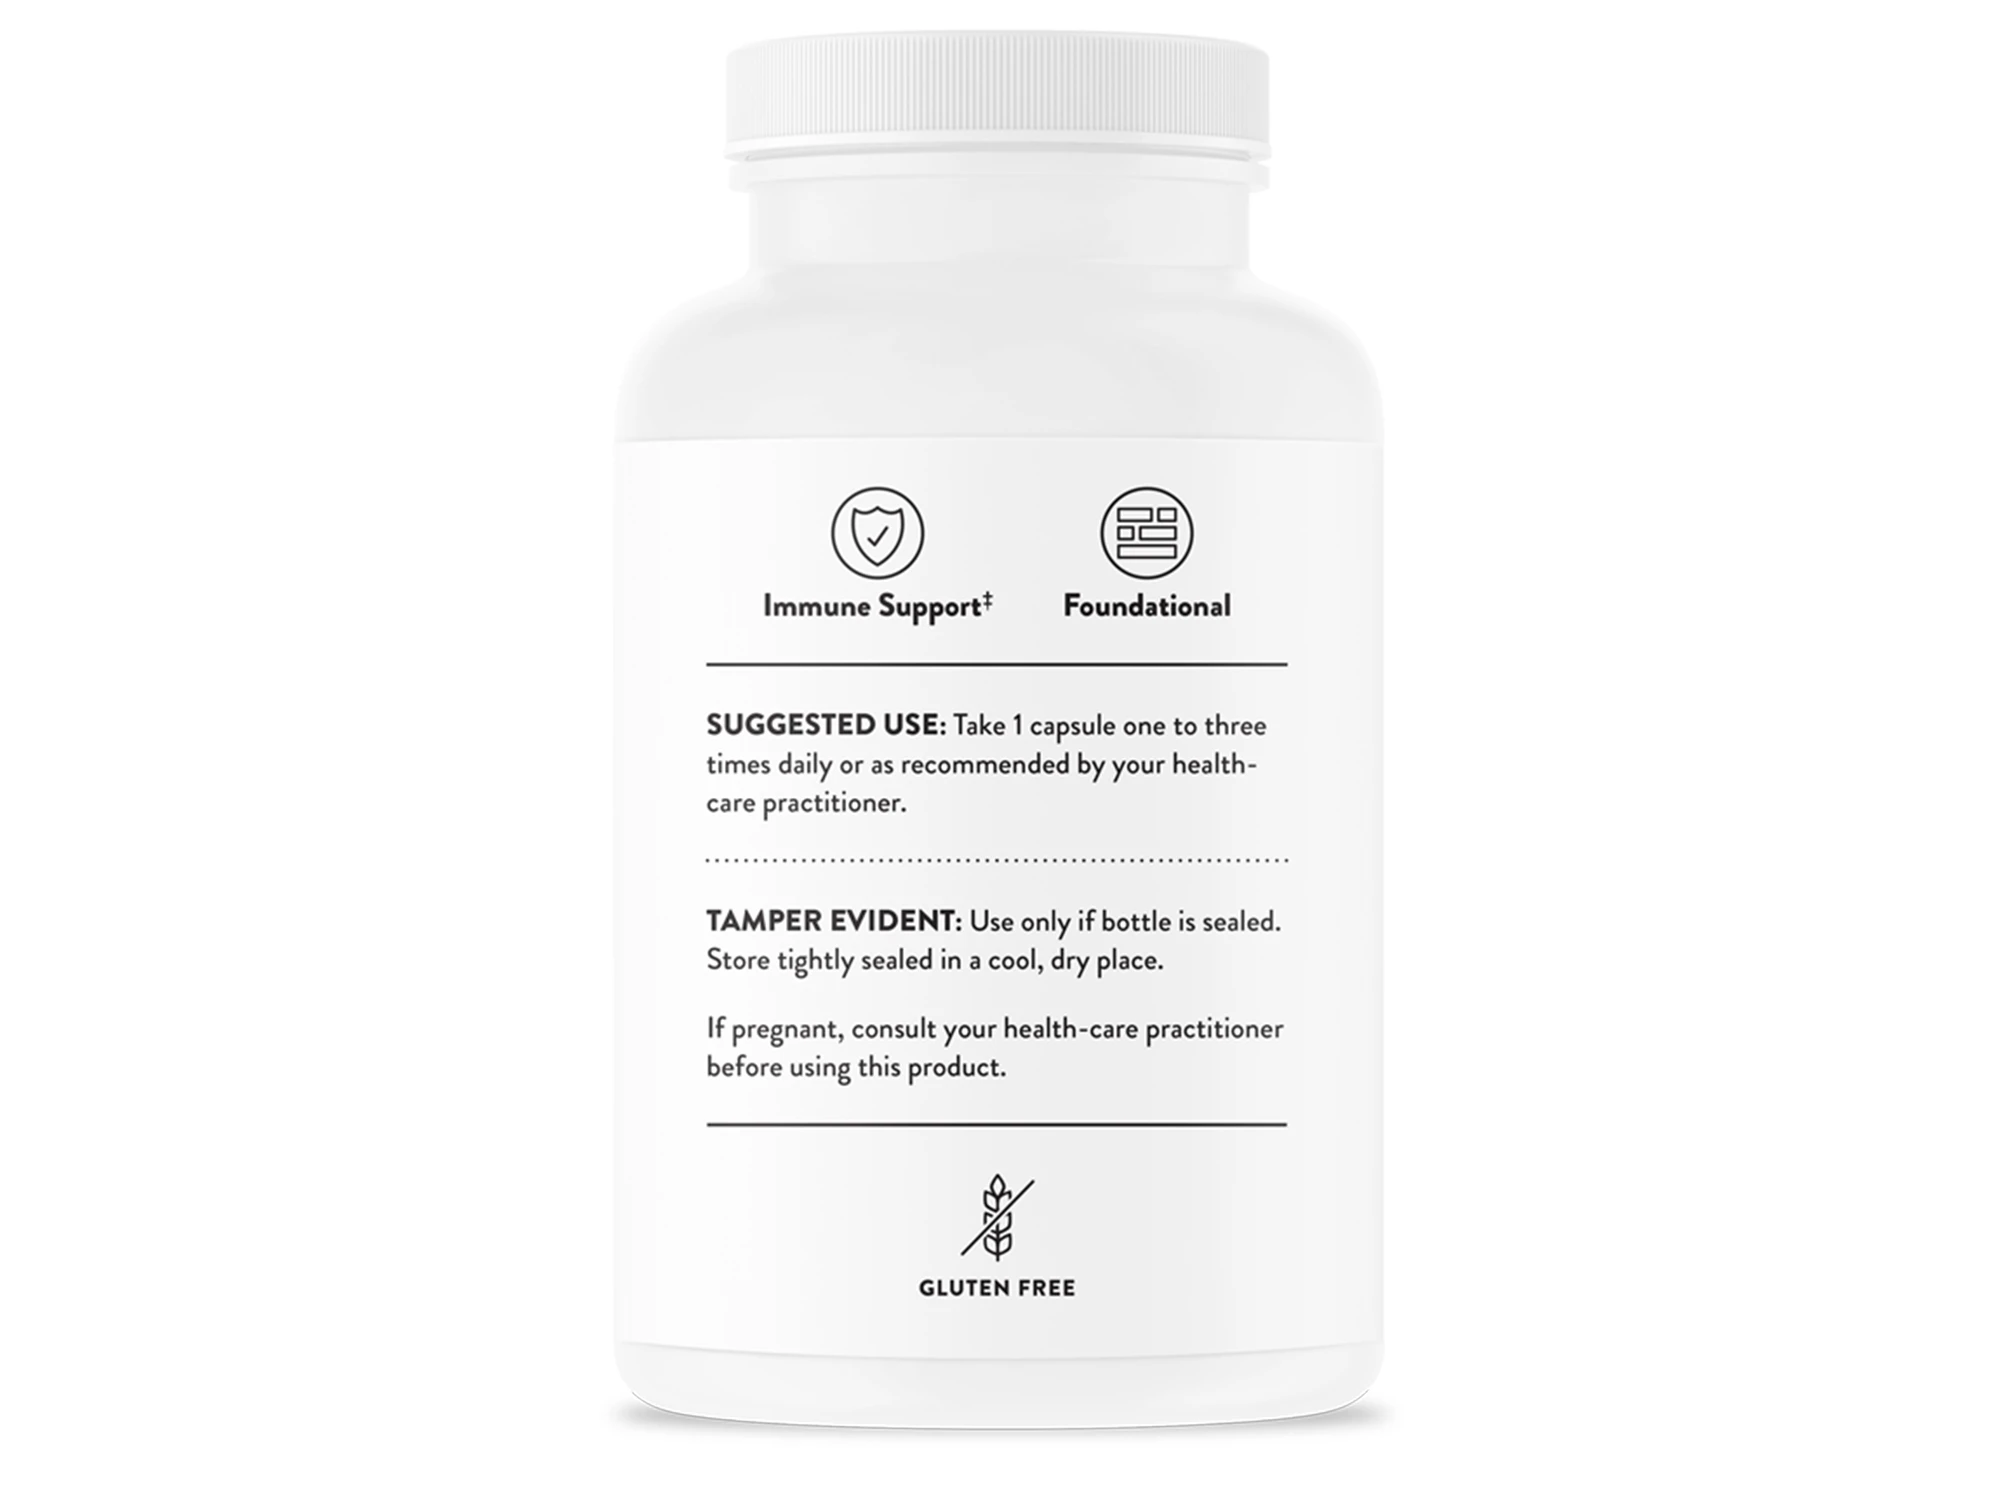 Immune Support‡
Foundational
SUGGESTED USE: Take 1 capsule one to three
times daily or as recommended by your health-
care practitioner.
TAMPER EVIDENT: Use only if bottle is sealed.
Store tightly sealed in a cool, dry place.
If pregnant, consult your health-care practitioner
before using this product.
GLUTEN FREE